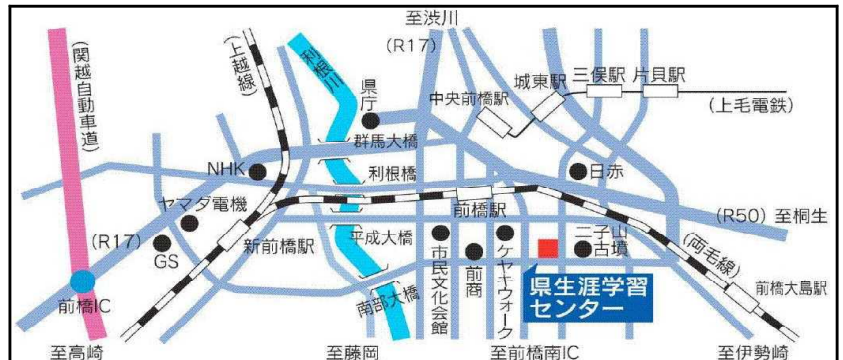 至渋川
(R17)
(関越自動車道)
(上越線)
利根川
県庁
中央前橋駅
城東駅
三俣駅
片貝駅
(上毛電鉄)
群馬大橋
NHK
利根橋
日赤
ヤマダ電機
前橋駅
(R50)至桐生
(R17)
GS
新前橋駅
平成大橋
市民文化会館
前商
ケヤキウォーク
二子山
古墳
(両毛線)
前橋IC
南部大橋
県生涯学習
センター
前橋大島駅
至高崎
至藤岡
至前橋南IC
至伊勢崎